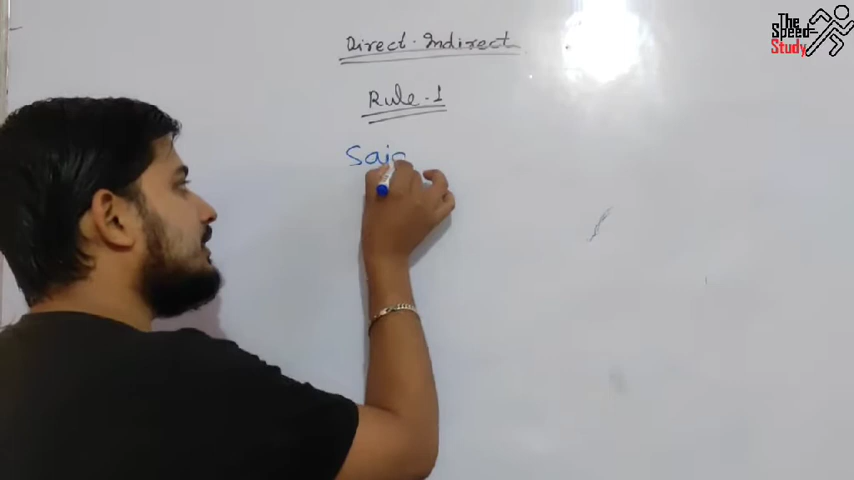 Direct - Indirect
Rule - 1
The
Speed
Study